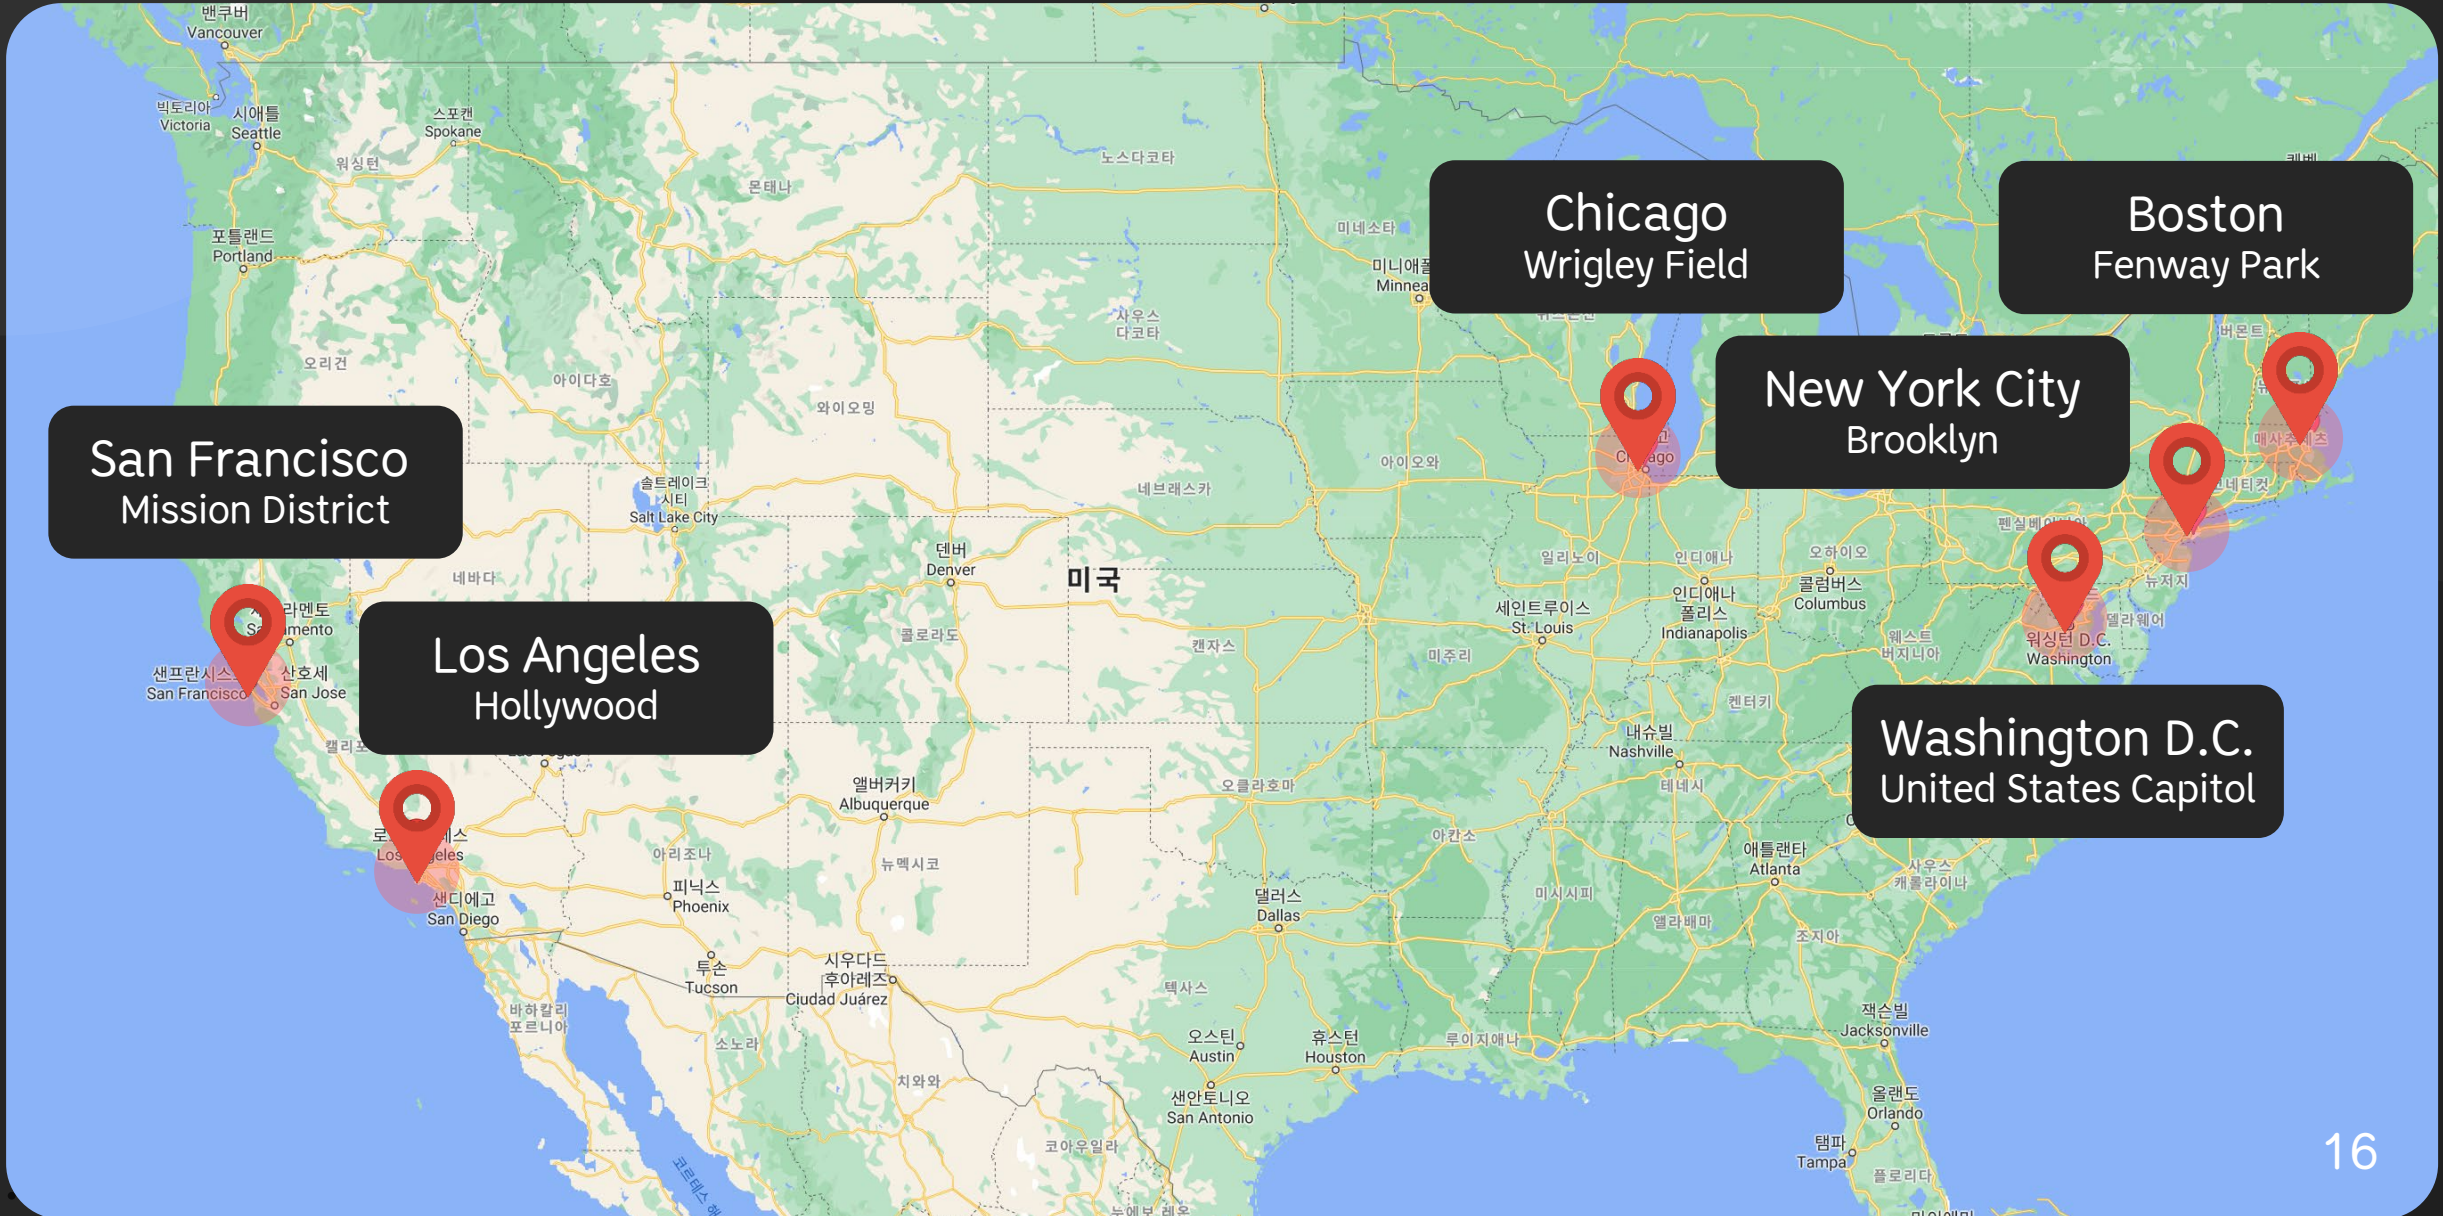 밴쿠버
Vancouver
빅토리아
Victoria
시애틀
Seattle
스포캔
Spokane
워싱턴
몬태나
노스다코타
포틀랜드
Portland
미네소타
Chicago
Wrigley Field
Boston
Fenway Park
버몬트
사우스
다코타
오리건
아이다호
와이오밍
New York City
Brooklyn
San Francisco
Mission District
아이오와
네브래스카
매사추세츠
솔트레이크
시티
Salt Lake City
덴버
Denver
미국
네바다
일리노이
인디애나
오하이오
콜럼버스
Columbus
인디애나
폴리스
Indianapolis
세인트루이스
St. Louis
뉴저지
델라웨어
워싱턴 D.C.
Washington
웨스트
버지니아
콜로라도
캔자스
미주리
켄터키
San Francisco
산호세
San Jose
Los Angeles
Hollywood
내슈빌
Nashville
테네시
Washington D.C.
United States Capitol
앨버커키
Albuquerque
오클라호마
아칸소
아리조나
뉴멕시코
애틀랜타
Atlanta
사우스
캐롤라이나
샌디에고
San Diego
피닉스
Phoenix
댈러스
Dallas
미시시피
앨라배마
조지아
투손
Tucson
시우다드
후아레즈
Ciudad Juárez
텍사스
바하칼리
포르니아
소노라
치와와
오스틴
Austin
휴스턴
Houston
루이지애나
잭슨빌
Jacksonville
샌안토니오
San Antonio
올랜도
Orlando
코아우일라
탬파
Tampa
플로리다
16